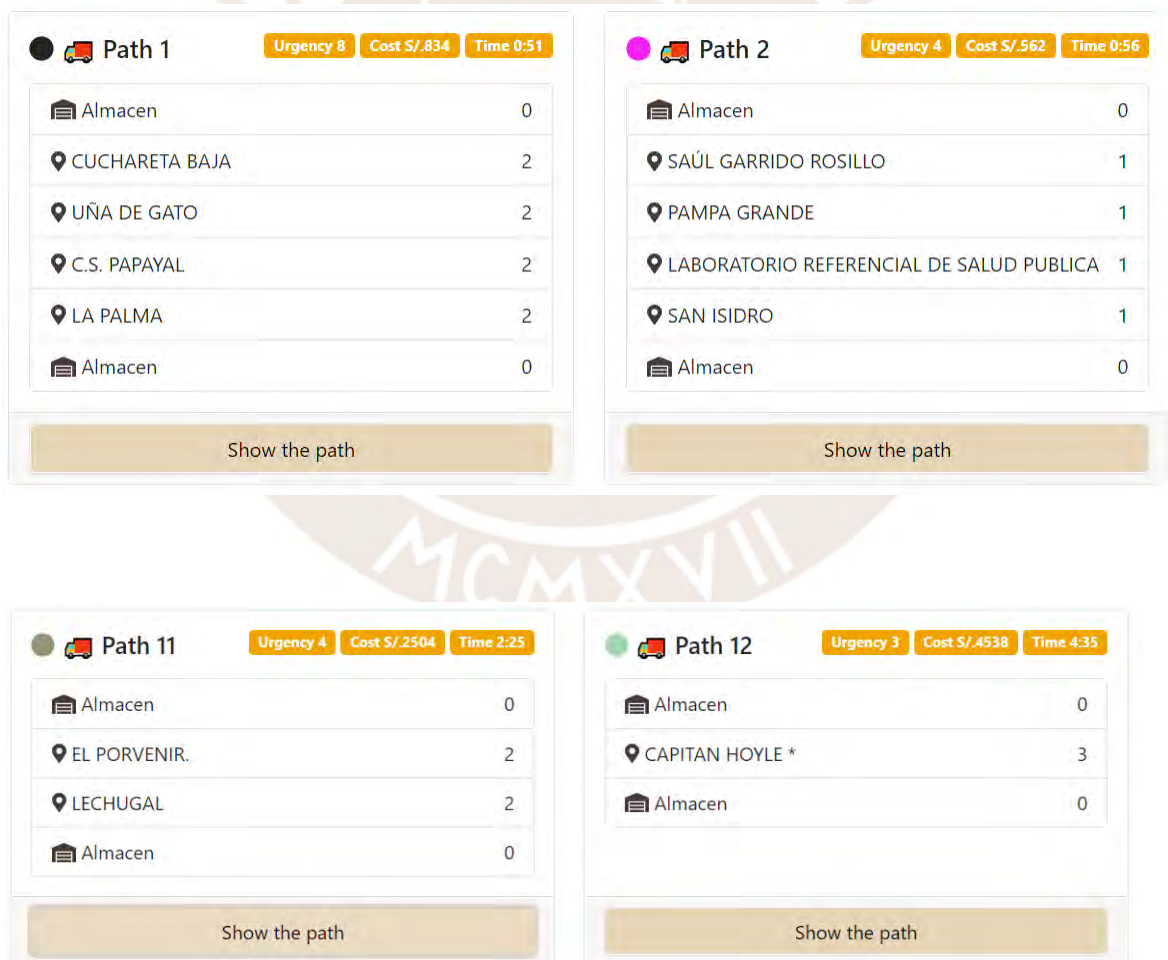 Path 1 Urgency 8 Cost S/.834 Time 0:51
Almacen 0
CUCHARETA BAJA 2
UÑA DE GATO 2
C.S. PAPAYAL 2
LA PALMA 2
Almacen 0
Show the path
Path 2 Urgency 4 Cost S/.562 Time 0:56
Almacen 0
SAÚL GARRIDO ROSILLO 1
PAMPA GRANDE 1
LABORATORIO REFERENCIAL DE SALUD PUBLICA 1
SAN ISIDRO 1
Almacen 0
Show the path
MCMXVII
Path 11 Urgency 4 Cost S/.2504 Time 2:25
Almacen 0
EL PORVENIR. 2
LECHUGAL 2
Almacen 0
Show the path
Path 12 Urgency 3 Cost S/.4538 Time 4:35
Almacen 0
CAPITAN HOYLE * 3
Almacen 0
Show the path